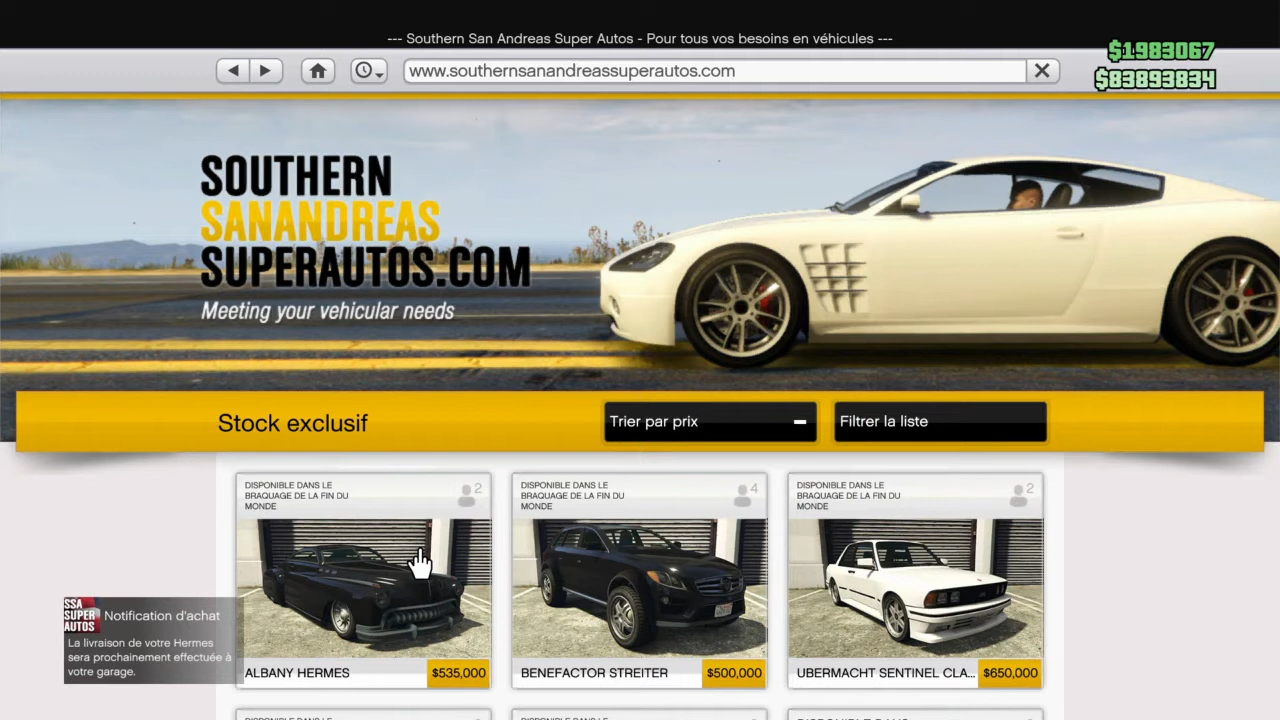 --- Southern San Andreas Super Autos - Pour tous vos besoins en véhicules ---
$1983067
www.southernsanandreassuperautos.com
$83893834
SOUTHERN
SANANDREAS
SUPERAUTOS.COM
Meeting your vehicular needs
Stock exclusif
Trier par prix
Filtrer la liste
DISPONIBLE DANS LE
BRAQUAGE DE LA FIN DU
MONDE
2
DISPONIBLE DANS LE
BRAQUAGE DE LA FIN DU
MONDE
4
DISPONIBLE DANS LE
BRAQUAGE DE LA FIN DU
MONDE
2
SSA
SUPER
AUTOS
Notification d'achat
La livraison de votre Hermes
sera prochainement effectuée à
votre garage.
ALBANY HERMES
$535,000
BENEFACTOR STREITER
$500,000
UBERMACHT SENTINEL CLA...
$650,000